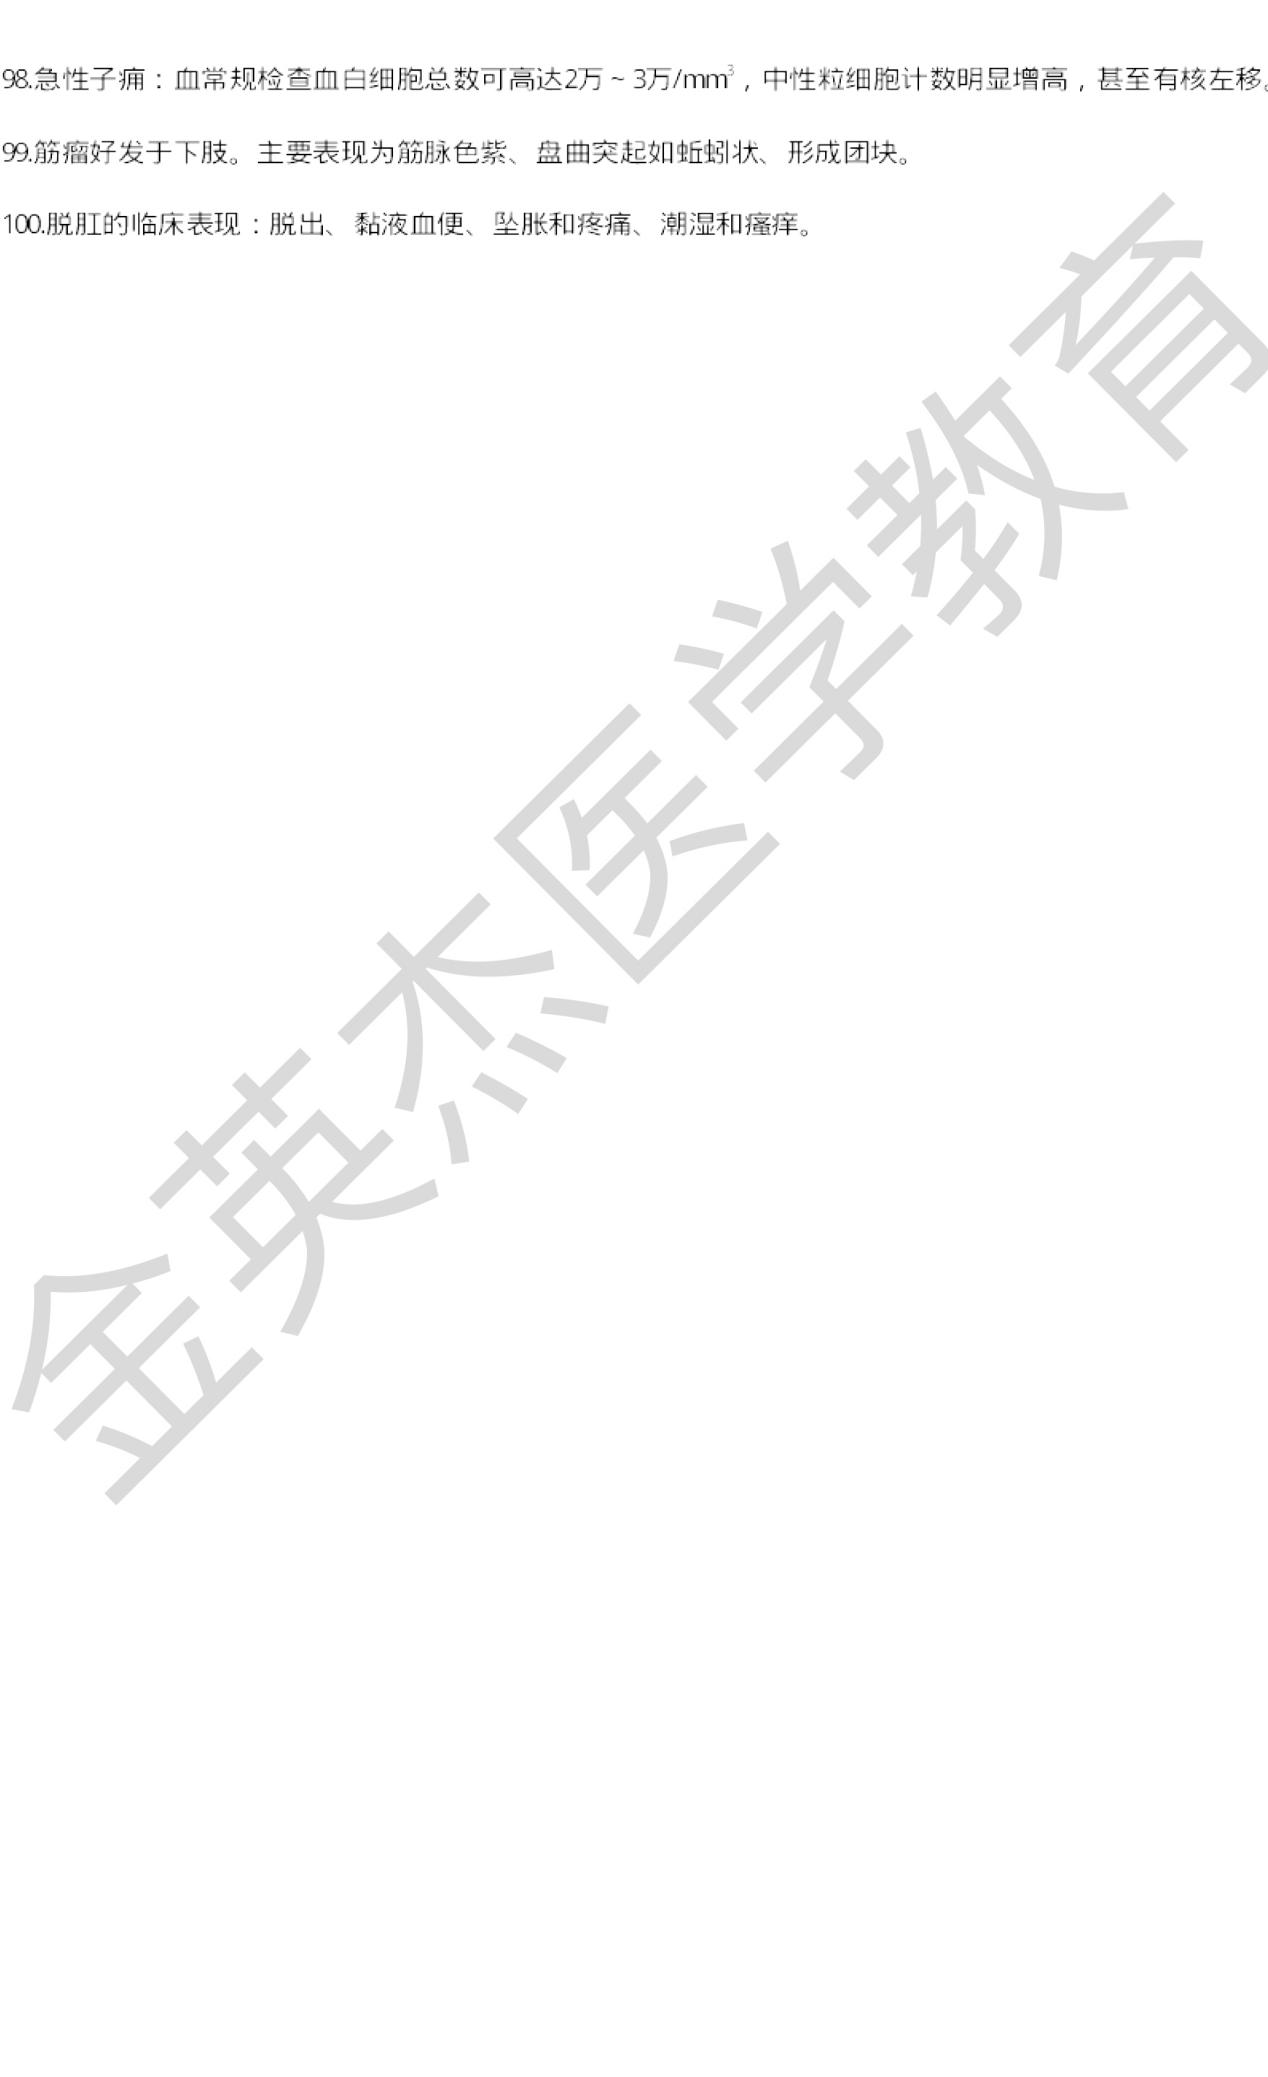 98.急性子痈：血常规检查血白细胞总数可高达2万~3万/mm³，中性粒细胞计数明显增高，甚至有核左移。
99.筋瘤好发于下肢。主要表现为筋脉色紫、盘曲突起如蚯蚓状、形成团块。
100.脱肛的临床表现：脱出、黏液血便、坠胀和疼痛、潮湿和瘙痒。
金英杰医学教育